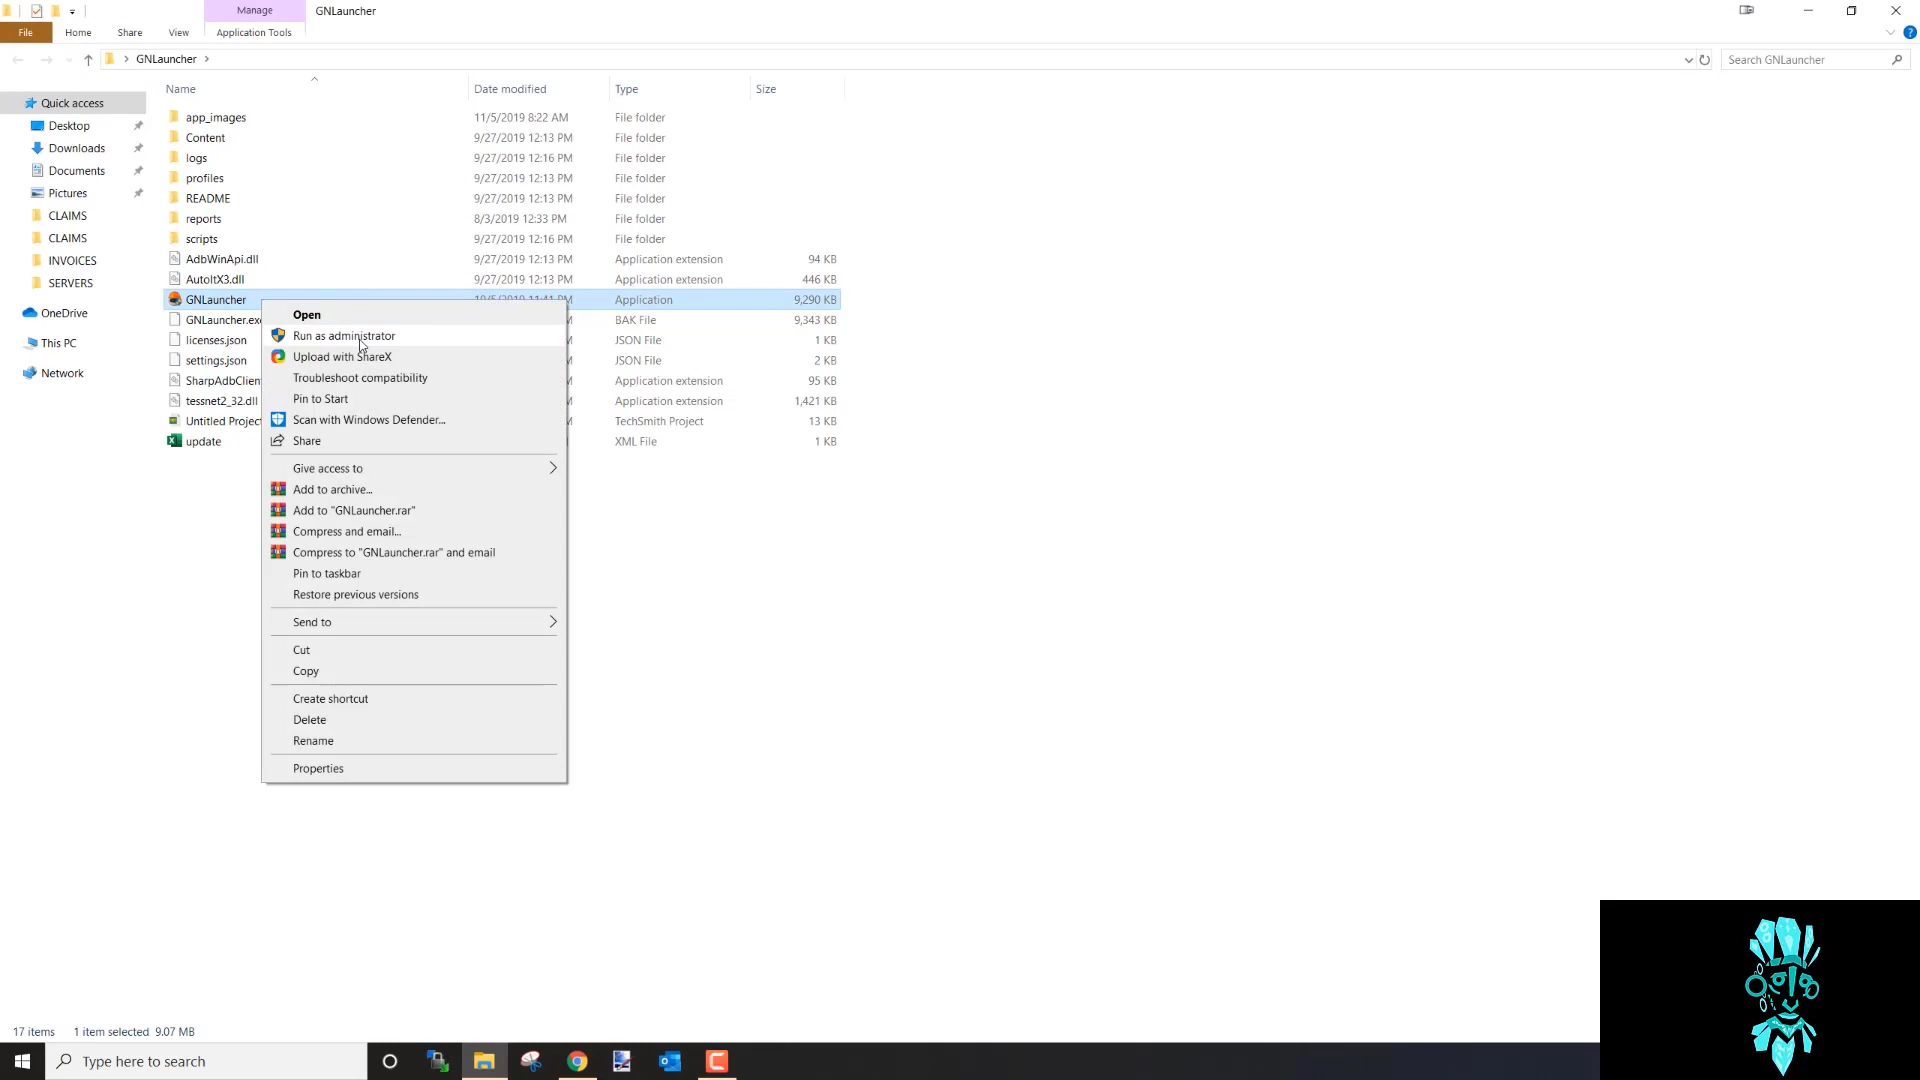 Manage GNLauncher
File Home Share View Application Tools
GNLauncher Search GNLauncher
Name Date modified Type Size
Quick access
Desktop
Downloads
Documents
Pictures
CLAIMS
CLAIMS
INVOICES
SERVERS
OneDrive
This PC
Network
app_images 11/5/2019 8:22 AM File folder
Content 9/27/2019 12:13 PM File folder
logs 9/27/2019 12:16 PM File folder
profiles 9/27/2019 12:13 PM File folder
README 9/27/2019 12:13 PM File folder
reports 8/3/2019 12:33 PM File folder
scripts 9/27/2019 12:16 PM File folder
AdbWinApi.dll 9/27/2019 12:13 PM Application extension 94 KB
AutoItX3.dll 9/27/2019 12:13 PM Application extension 446 KB
GNLauncher Application 9,290 KB
GNLauncher.exe BAK File 9,343 KB
licenses.json JSON File 1 KB
settings.json JSON File 2 KB
SharpAdbClien Application extension 95 KB
tessnet2_32.dll Application extension 1,421 KB
Untitled Project TechSmith Project 13 KB
update XML File 1 KB
Open
Run as administrator
Upload with ShareX
Troubleshoot compatibility
Pin to Start
Scan with Windows Defender...
Share
Give access to
Add to archive...
Add to "GNLauncher.rar"
Compress and email...
Compress to "GNLauncher.rar" and email
Pin to taskbar
Restore previous versions
Send to
Cut
Copy
Create shortcut
Delete
Rename
Properties
17 items 1 item selected 9.07 MB
Type here to search